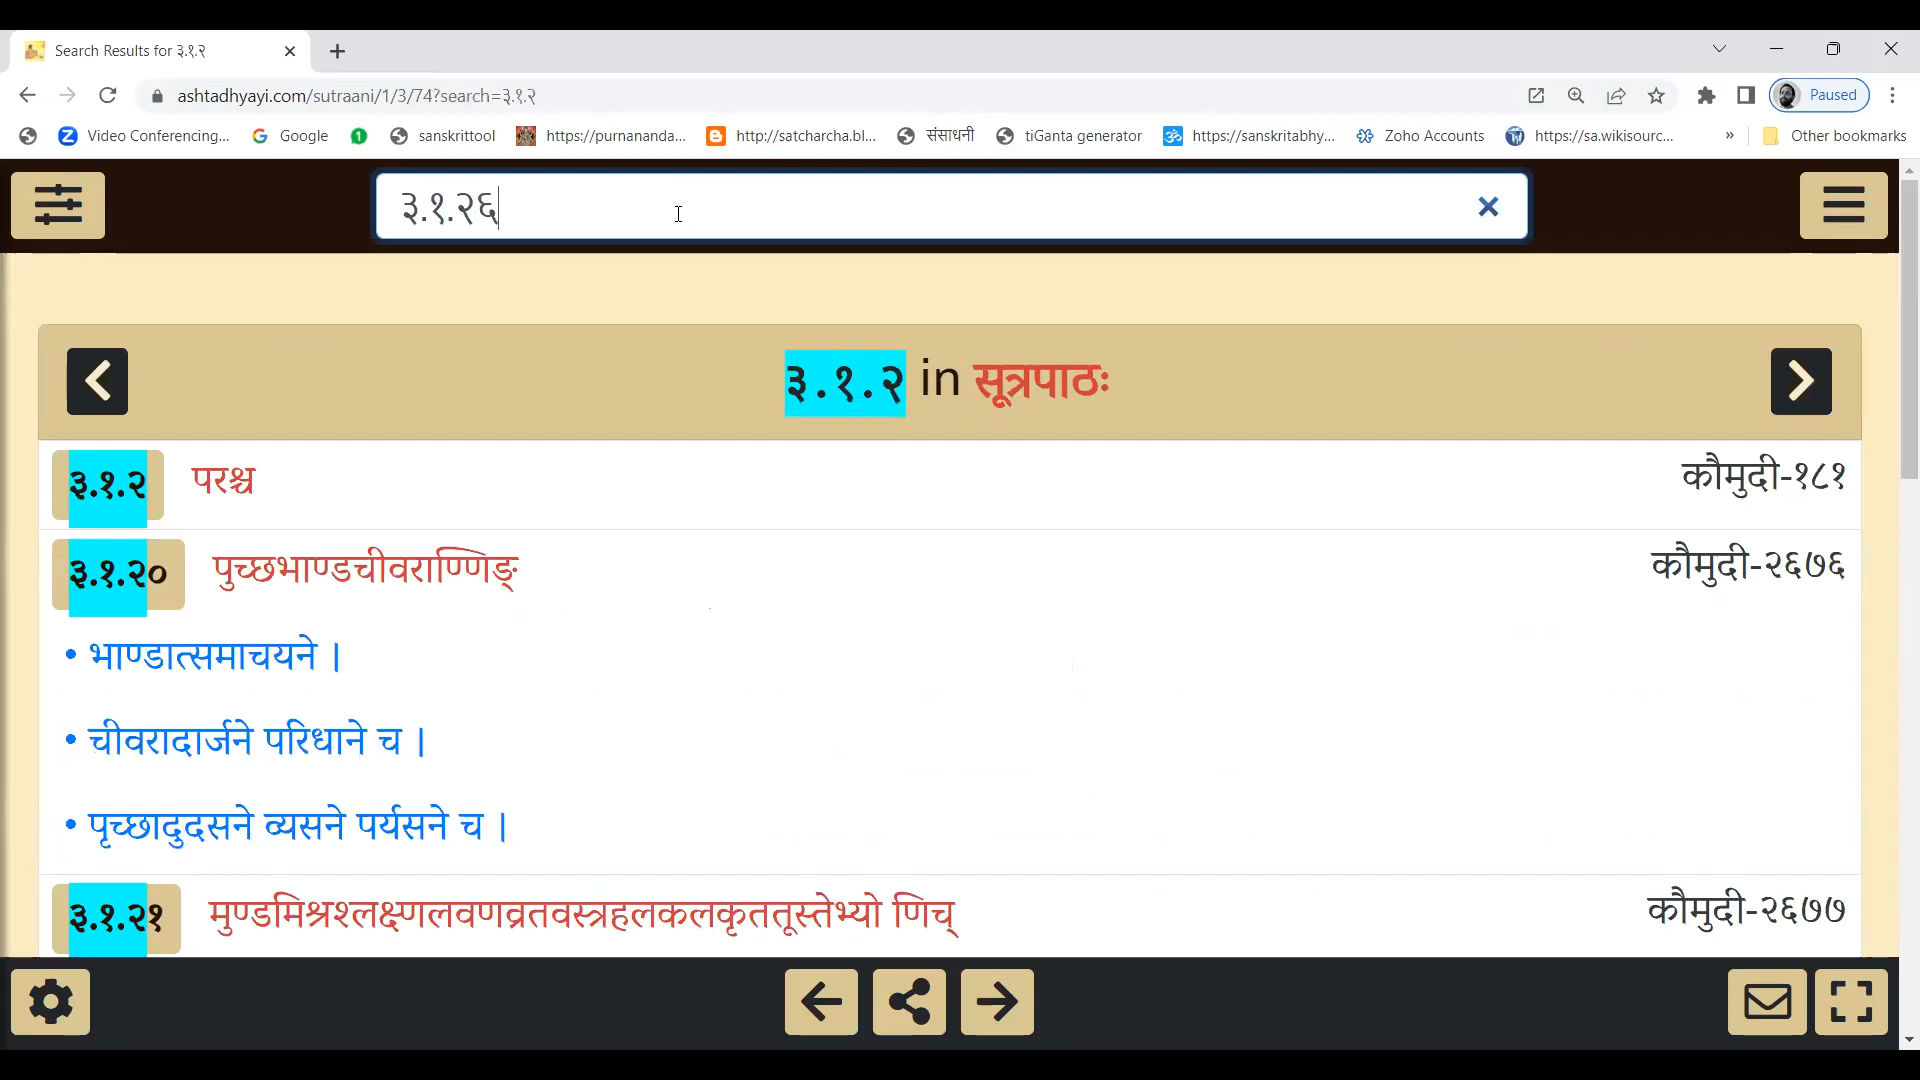 Search Results for ३.१.२
ashtadhyayi.com/sutraani/1/3/74?search=३.१.२
Paused
Video Conferencing...
Google
1
sanskrittool
https://purnananda...
http://satcharcha.bl...
संसाधनी
tiGanta generator
https://sanskritabhy...
Zoho Accounts
https://sa.wikisourc...
»
Other bookmarks
३.१.२६
३.१.२ in सूत्रपाठः
३.१.२ परश्च कौमुदी-१८१
३.१.२० पुच्छभाण्डचीवराण्णिङ् कौमुदी-२६७६
• भाण्डात्समाचयने |
• चीवरादार्जने परिधाने च |
• पृच्छादुदसने व्यसने पर्यसने च |
३.१.२१ मुण्डमिश्रश्लक्ष्णलवणव्रतवस्त्रहलकलकृततूस्तेभ्यो णिच् कौमुदी-२६७७